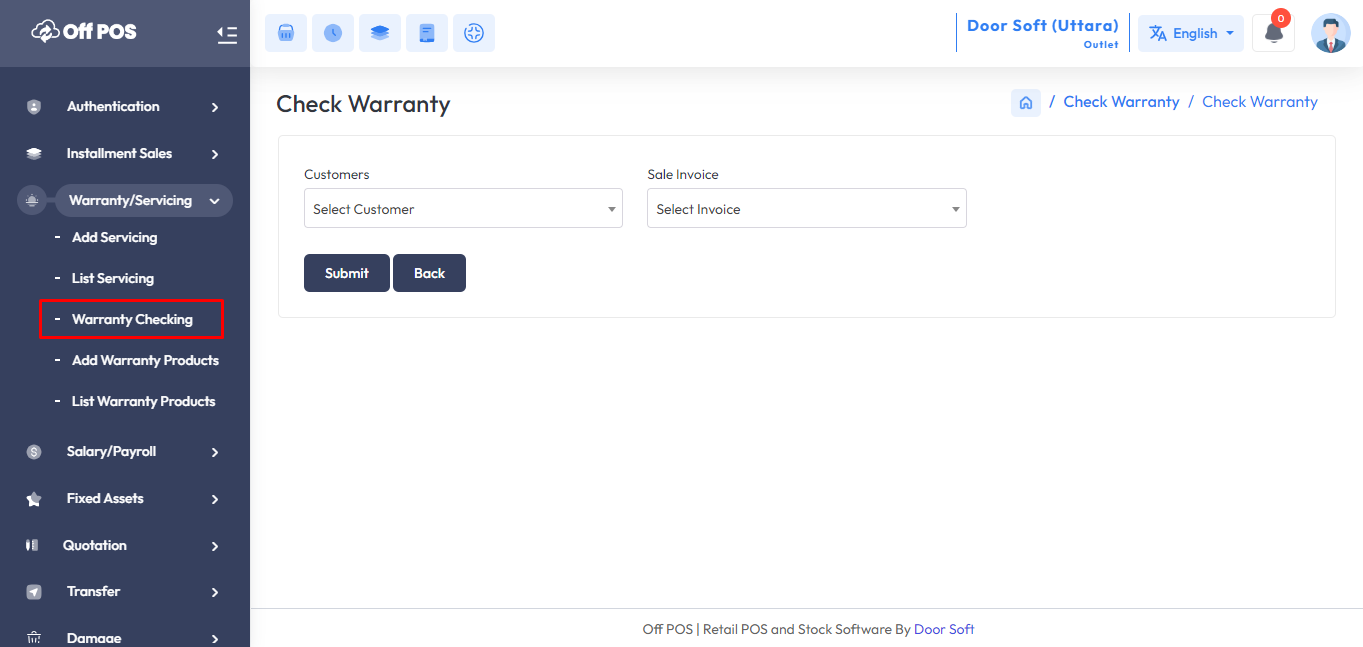 Off POS
Door Soft (Uttara)
Outlet
English
0
Authentication
Installment Sales
Warranty/Servicing
- Add Servicing
- List Servicing
- Warranty Checking
- Add Warranty Products
- List Warranty Products
Salary/Payroll
Fixed Assets
Quotation
Transfer
Damage
Check Warranty
/ Check Warranty / Check Warranty
Customers
Sale Invoice
Select Customer
Select Invoice
Submit
Back
Off POS | Retail POS and Stock Software By Door Soft